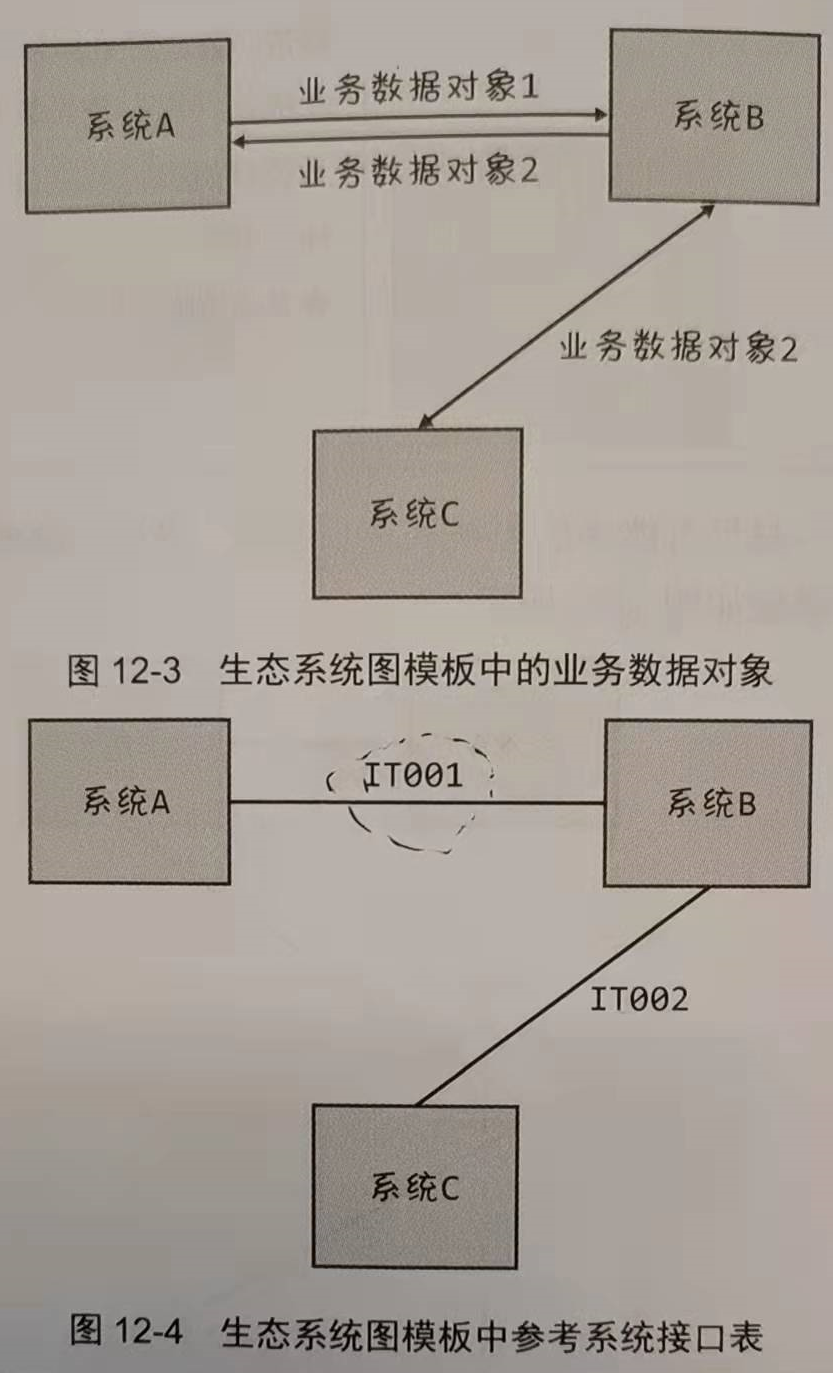 系统A
业务数据对象1
系统B
业务数据对象2
业务数据对象2
系统C
图 12-3 生态系统图模板中的业务数据对象
系统A
IT001
系统B
IT002
系统C
图 12-4 生态系统图模板中参考系统接口表